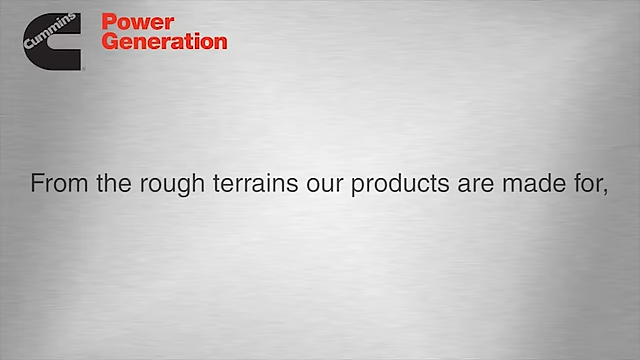 Cummins
Power
Generation
From the rough terrains our products are made for,